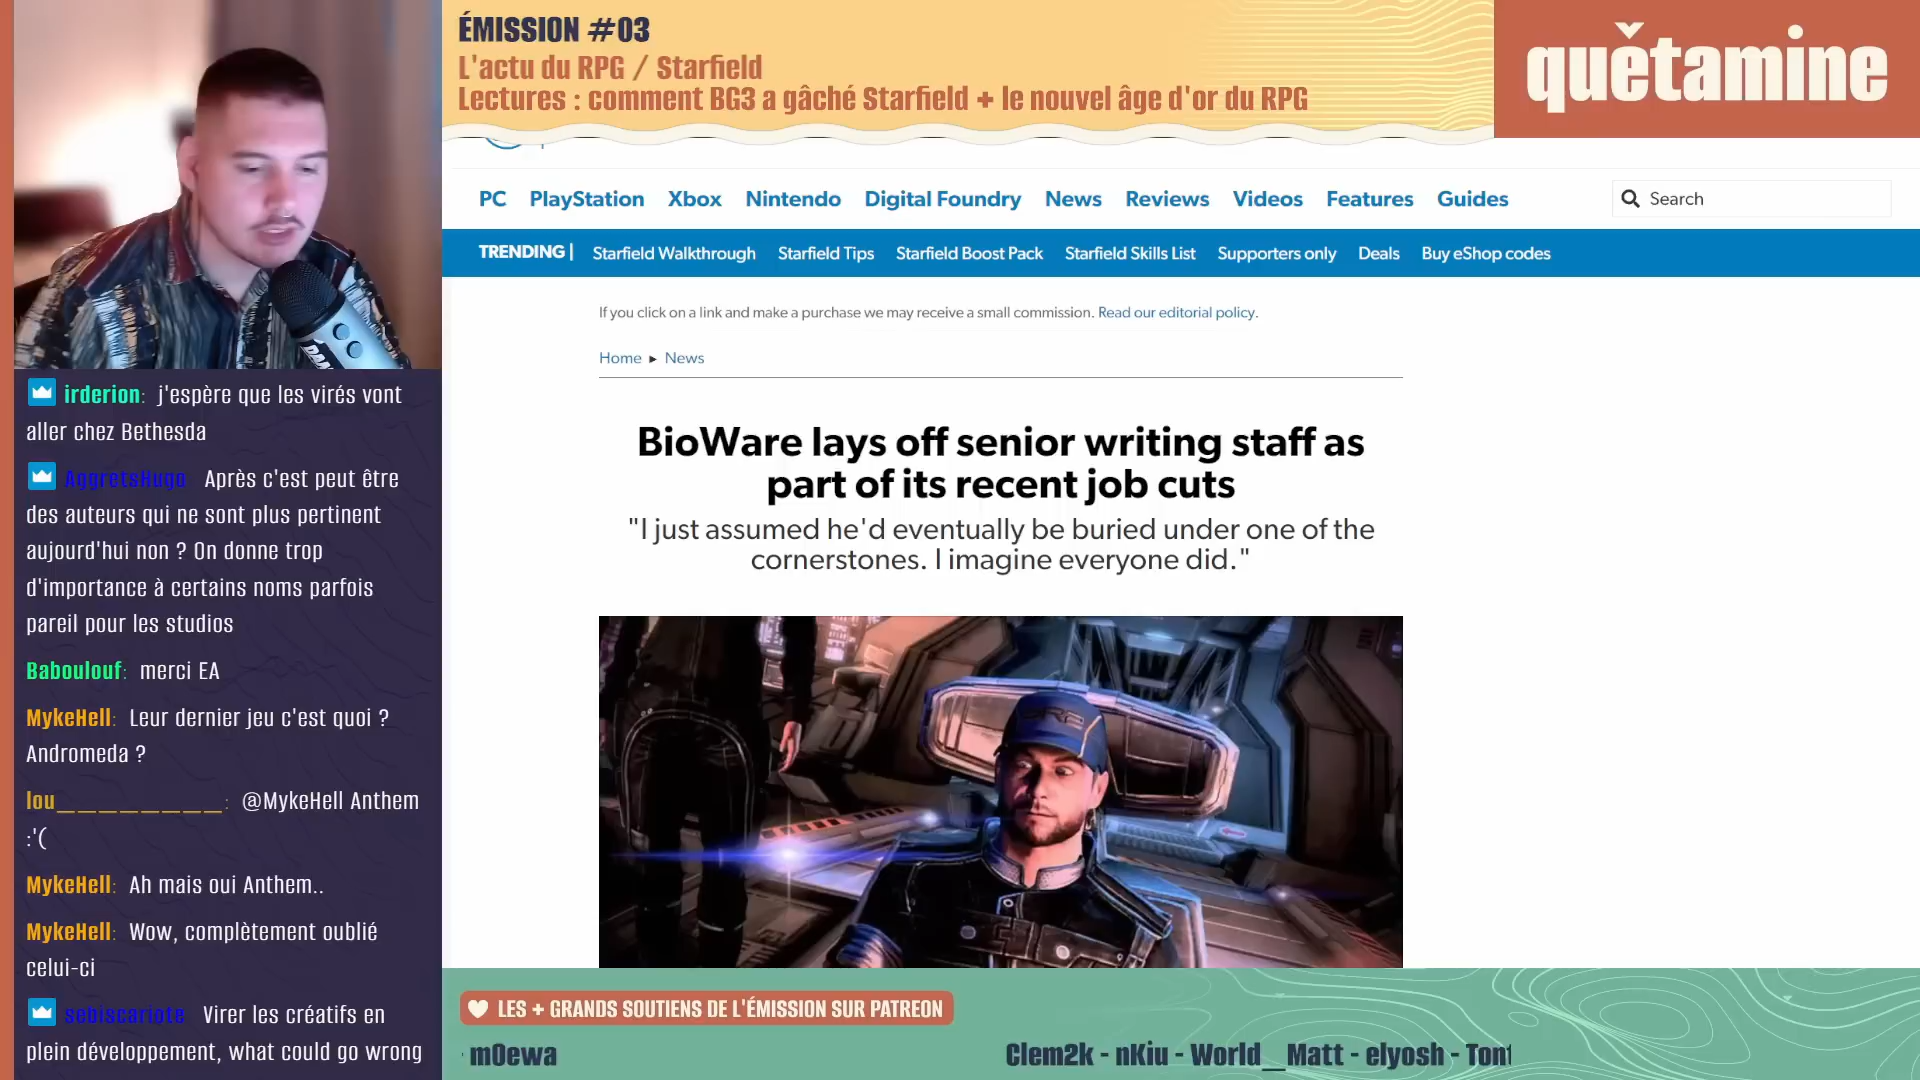 ÉMISSION #03
L'actu du RPG / Starfield
Lectures : comment BG3 a gâché Starfield + le nouvel âge d'or du RPG
quětamine
PC PlayStation Xbox Nintendo Digital Foundry News Reviews Videos Features Guides
Search
TRENDING | Starfield Walkthrough Starfield Tips Starfield Boost Pack Starfield Skills List Supporters only Deals Buy eShop codes
If you click on a link and make a purchase we may receive a small commission. Read our editorial policy.
Home ▸ News
BioWare lays off senior writing staff as
part of its recent job cuts
"I just assumed he'd eventually be buried under one of the
cornerstones. I imagine everyone did."
irderion: j'espère que les virés vont
aller chez Bethesda
AggretsHugo Après c'est peut être
des auteurs qui ne sont plus pertinent
aujourd'hui non ? On donne trop
d'importance à certains noms parfois
pareil pour les studios
Baboulouf: merci EA
MykeHell: Leur dernier jeu c'est quoi ?
Andromeda ?
lou________: @MykeHell Anthem
:'(
MykeHell: Ah mais oui Anthem..
MykeHell: Wow, complètement oublié
celui-ci
sebiscariote Virer les créatifs en
plein développement, what could go wrong
LES + GRANDS SOUTIENS DE L'ÉMISSION SUR PATREON
m0ewa
Clem2k - nKiu - World__Matt - elyosh -